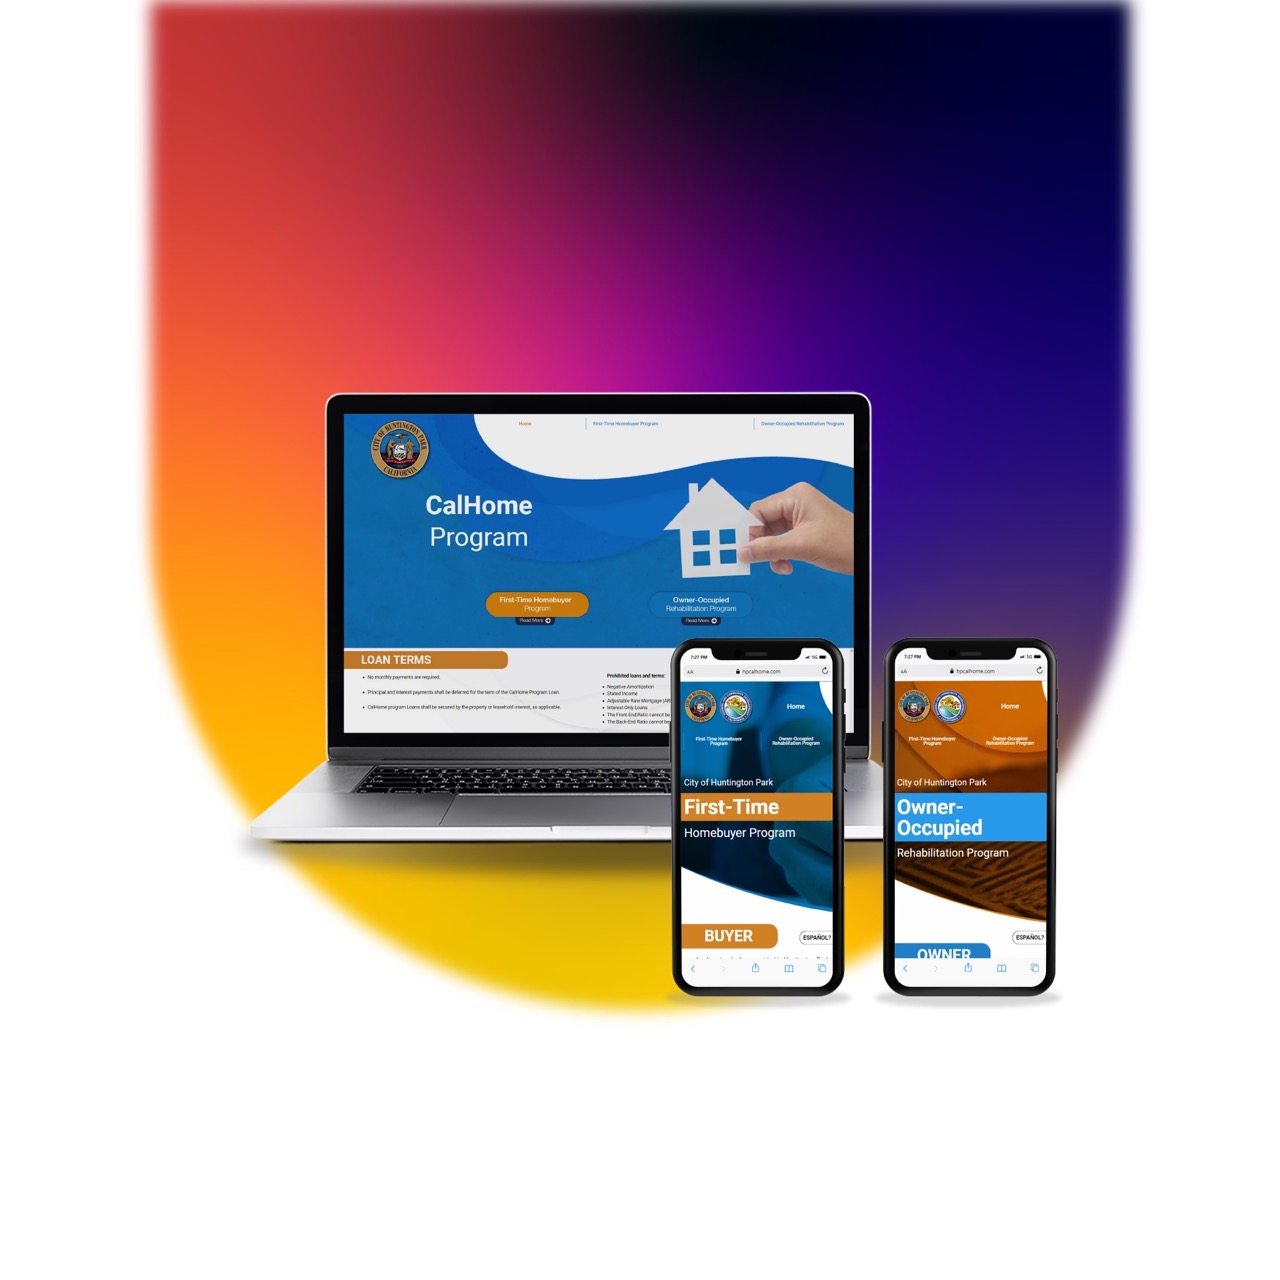 CITY OF HUNTINGTON PARK
CALIFORNIA
Home
First-Time Homebuyer Program
Owner-Occupied Rehabilitation Program
CalHome
Program
First-Time Homebuyer
Program
Read More
Owner-Occupied
Rehabilitation Program
Read More
LOAN TERMS
No monthly payments are required.
Principal and interest payments shall be deferred for the term of the CalHome Program Loan.
CalHome program Loans shall be secured by the property or leasehold interest, as applicable.
Prohibited loans and terms:
Negative Amortization
Stated Income
Adjustable Rate Mortgage (AR
Interest-Only Loans
The Front-End Ratio cannot be
The Back-End Ratio cannot be
7:27 PM
5G
AA
hpcalhome.com
Home
First-Time Homebuyer
Program
Owner-Occupied
Rehabilitation Program
City of Huntington Park
First-Time
Homebuyer Program
BUYER
ESPAÑOL?
7:27 PM
5G
AA
hpcalhome.com
Home
First-Time Homebuyer
Program
Owner-Occupied
Rehabilitation Program
City of Huntington Park
Owner-
Occupied
Rehabilitation Program
ESPAÑOL?
OWNER